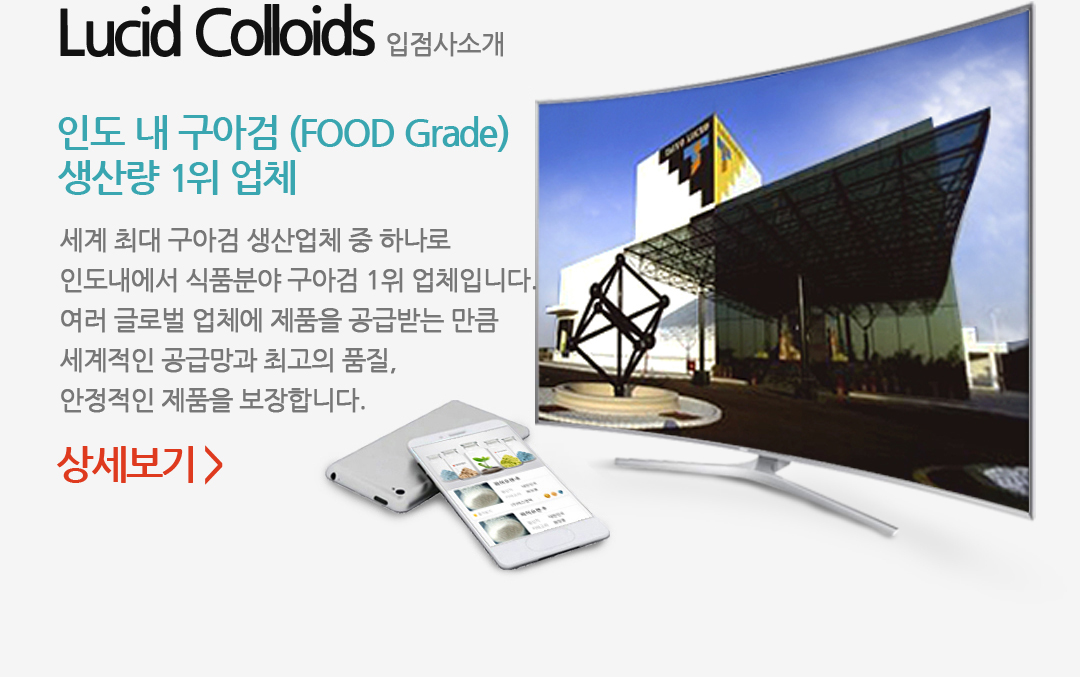 Lucid Colloids 입점사소개
인도 내 구아검 (FOOD Grade)
생산량 1위 업체
세계 최대 구아검 생산업체 중 하나로
인도내에서 식품분야 구아검 1위 업체입니다.
여러 글로벌 업체에 제품을 공급받는 만큼
세계적인 공급망과 최고의 품질,
안정적인 제품을 보장합니다.
상세보기 >